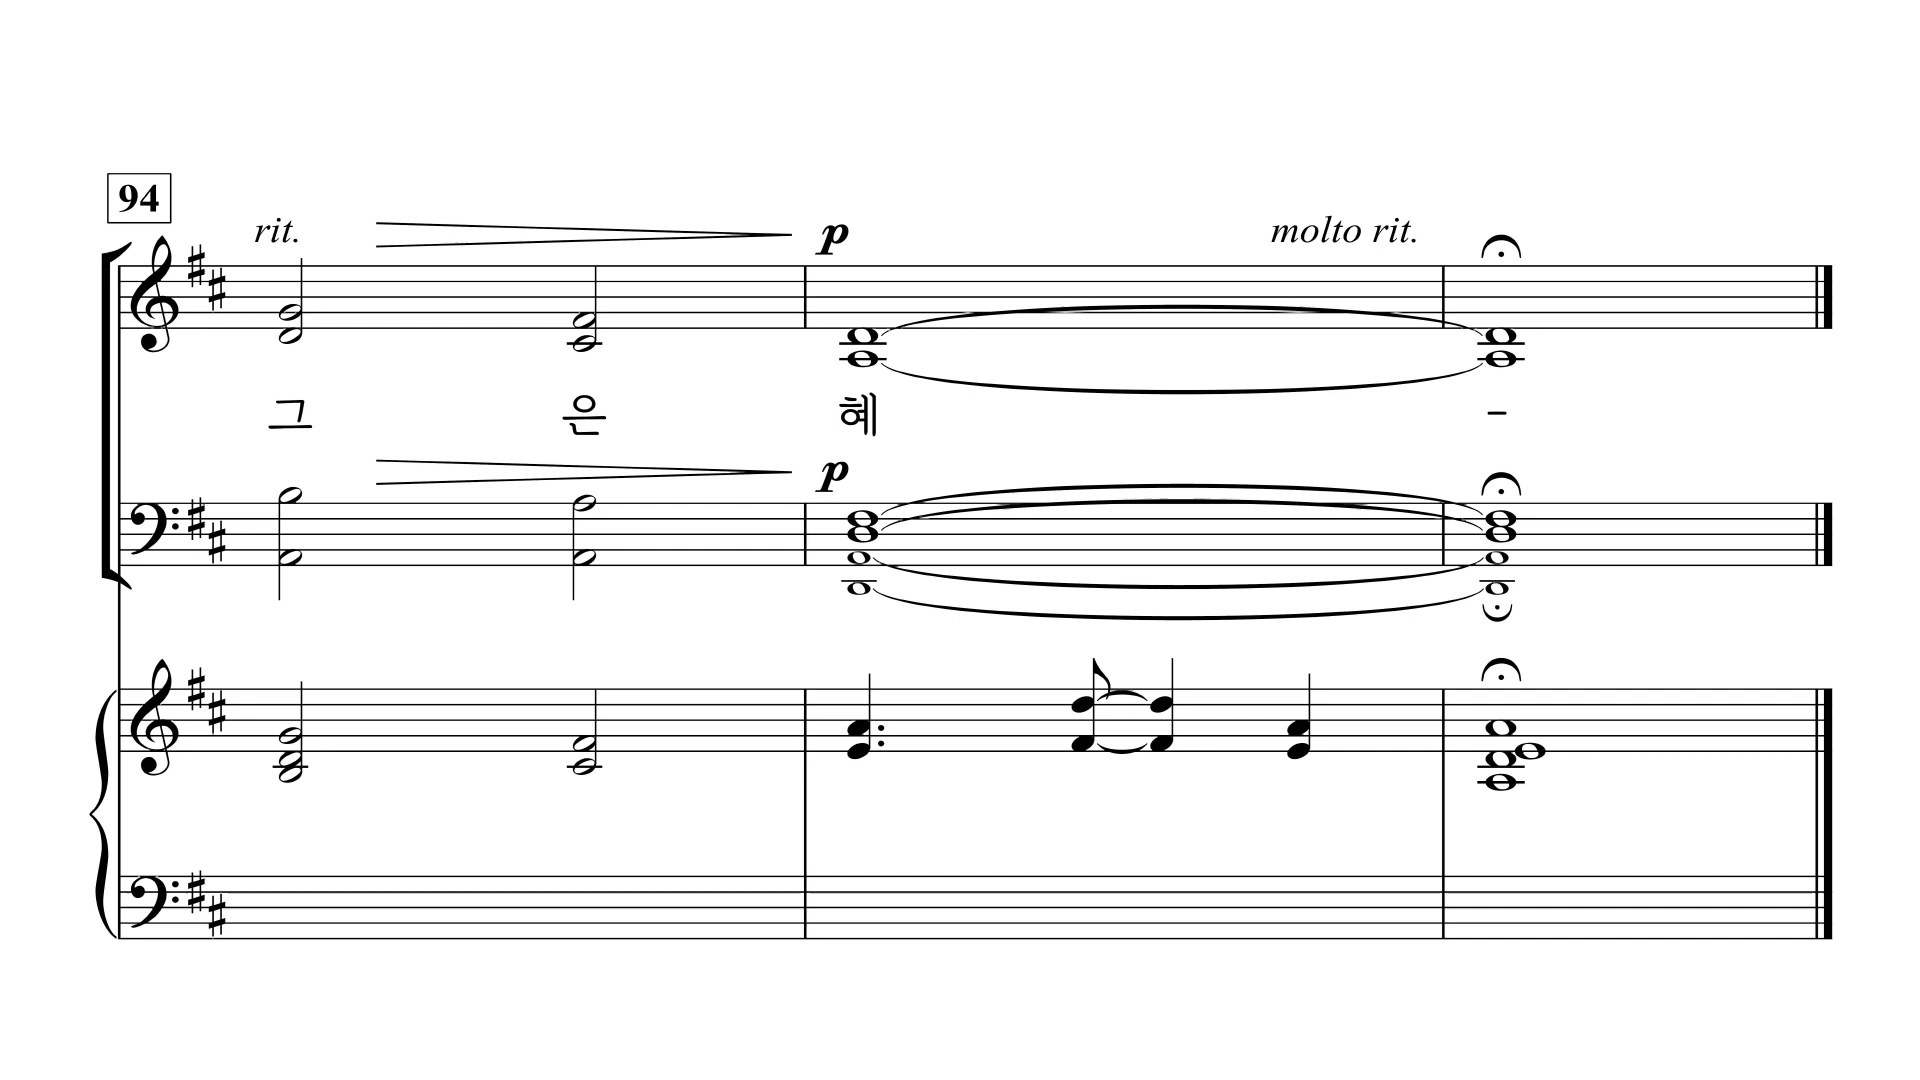 94
rit.
p
molto rit.
그 은 혜 -
p